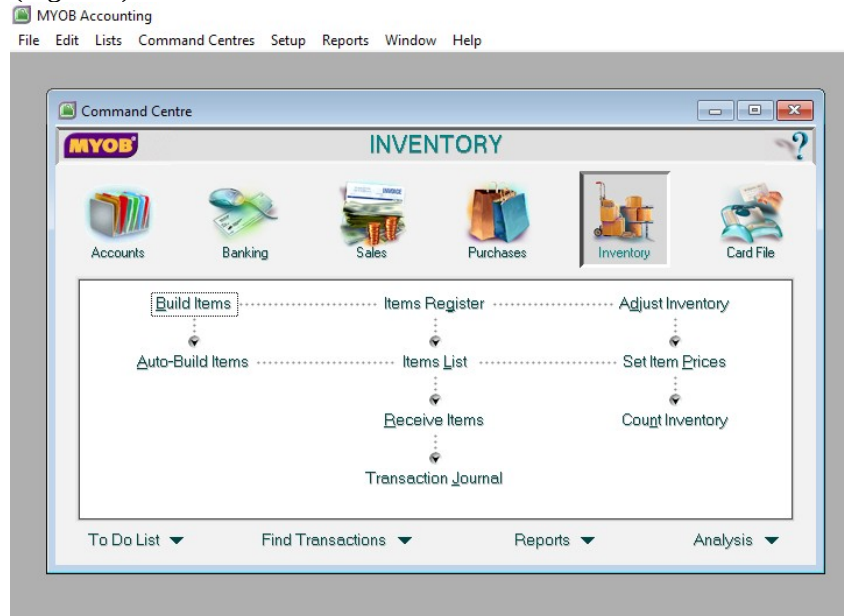 MYOB Accounting
File Edit Lists Command Centres Setup Reports Window Help
Command Centre
MYOB INVENTORY ?
Accounts Banking Sales Purchases Inventory Card File
Build Items Items Register Adjust Inventory
Auto-Build Items Items List Set Item Prices
Receive Items Count Inventory
Transaction Journal
To Do List Find Transactions Reports Analysis